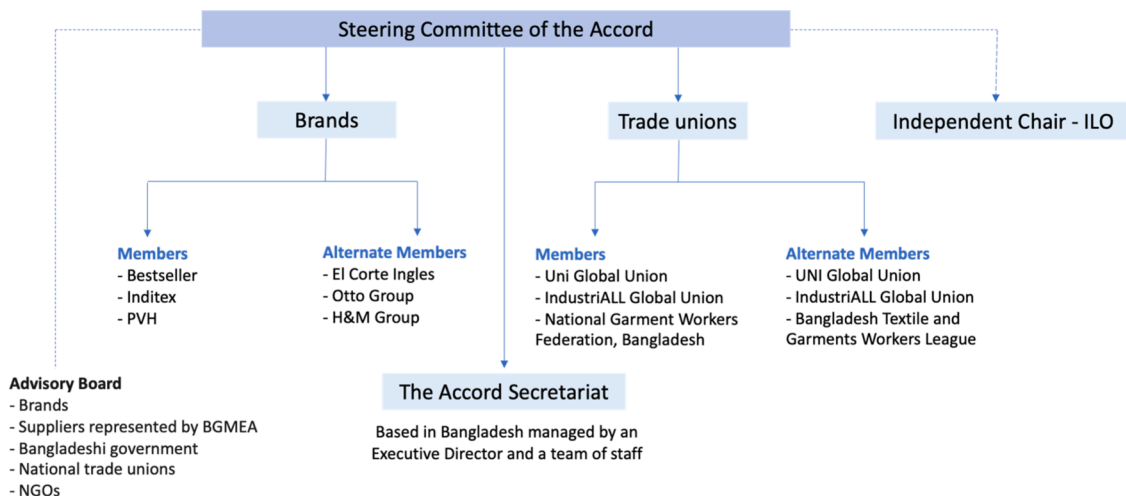 Steering Committee of the Accord
Brands
Trade unions
Independent Chair - ILO
Members
- Bestseller
- Inditex
- PVH
Alternate Members
- El Corte Ingles
- Otto Group
- H&M Group
Members
- Uni Global Union
- IndustriALL Global Union
- National Garment Workers
Federation, Bangladesh
Alternate Members
- UNI Global Union
- IndustriALL Global Union
- Bangladesh Textile and
Garments Workers League
Advisory Board
- Brands
- Suppliers represented by BGMEA
- Bangladeshi government
- National trade unions
- NGOs
The Accord Secretariat
Based in Bangladesh managed by an
Executive Director and a team of staff